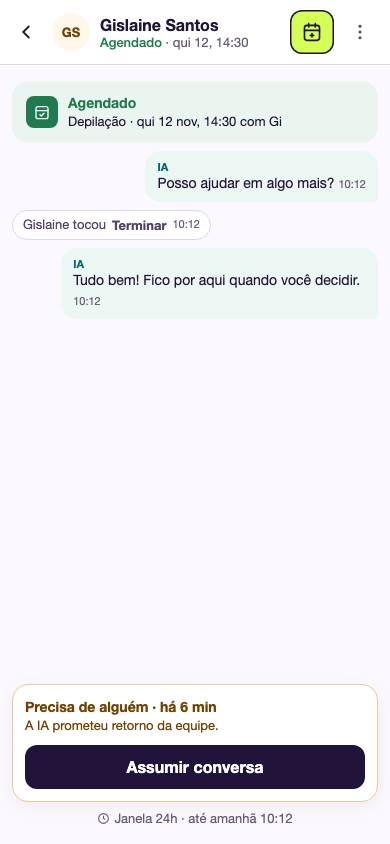 GS
Gislaine Santos
Agendado · qui 12, 14:30
Agendado
Depilação · qui 12 nov, 14:30 com Gi
IA
Posso ajudar em algo mais? 10:12
Gislaine tocou Terminar 10:12
IA
Tudo bem! Fico por aqui quando você decidir.
10:12
Precisa de alguém · há 6 min
A IA prometeu retorno da equipe.
Assumir conversa
Janela 24h · até amanhã 10:12